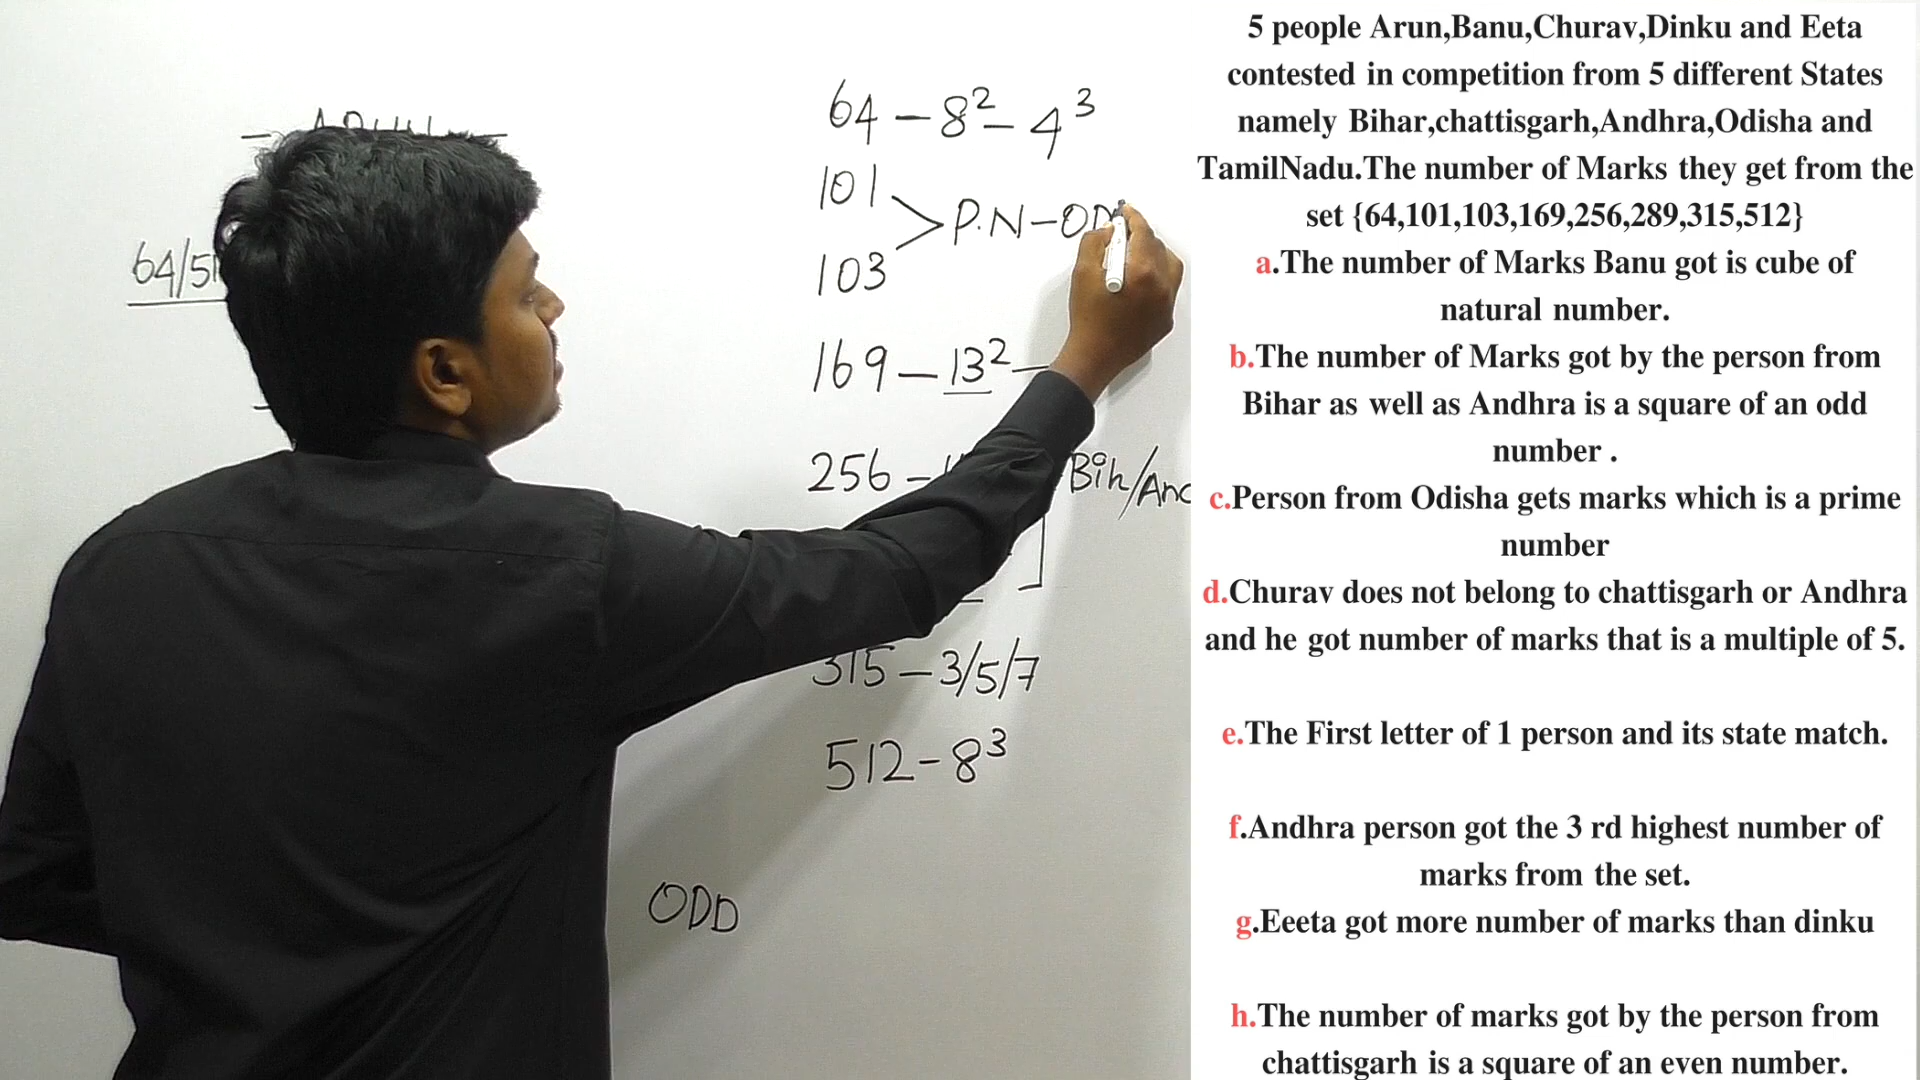 64/5
64 – 8² – 4³
101
> P.N – OD
103
169 – 13² –
256 –
Bih/And
315 – 3/5/7
512 – 8³
ODD
5 people Arun,Banu,Churav,Dinku and Eeta
contested in competition from 5 different States
namely Bihar,chattisgarh,Andhra,Odisha and
TamilNadu.The number of Marks they get from the
set {64,101,103,169,256,289,315,512}
a.The number of Marks Banu got is cube of
natural number.
b.The number of Marks got by the person from
Bihar as well as Andhra is a square of an odd
number .
c.Person from Odisha gets marks which is a prime
number
d.Churav does not belong to chattisgarh or Andhra
and he got number of marks that is a multiple of 5.
e.The First letter of 1 person and its state match.
f.Andhra person got the 3 rd highest number of
marks from the set.
g.Eeeta got more number of marks than dinku
h.The number of marks got by the person from
chattisgarh is a square of an even number.